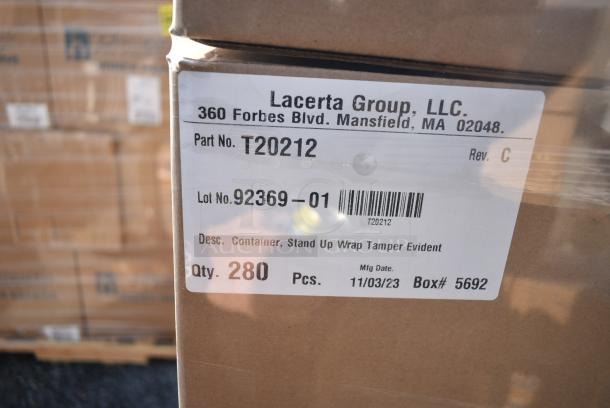 Lacerta Group, LLC.
360 Forbes Blvd. Mansfield, MA 02048.
Part No. T20212
Rev. C
Lot No. 92369-01
T20212
Desc. Container, Stand Up Wrap Tamper Evident
Qty. 280 Pcs.
Mfg Date.
11/03/23
Box# 5692